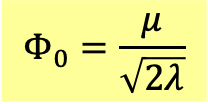 Φ₀ = μ / √(2λ)